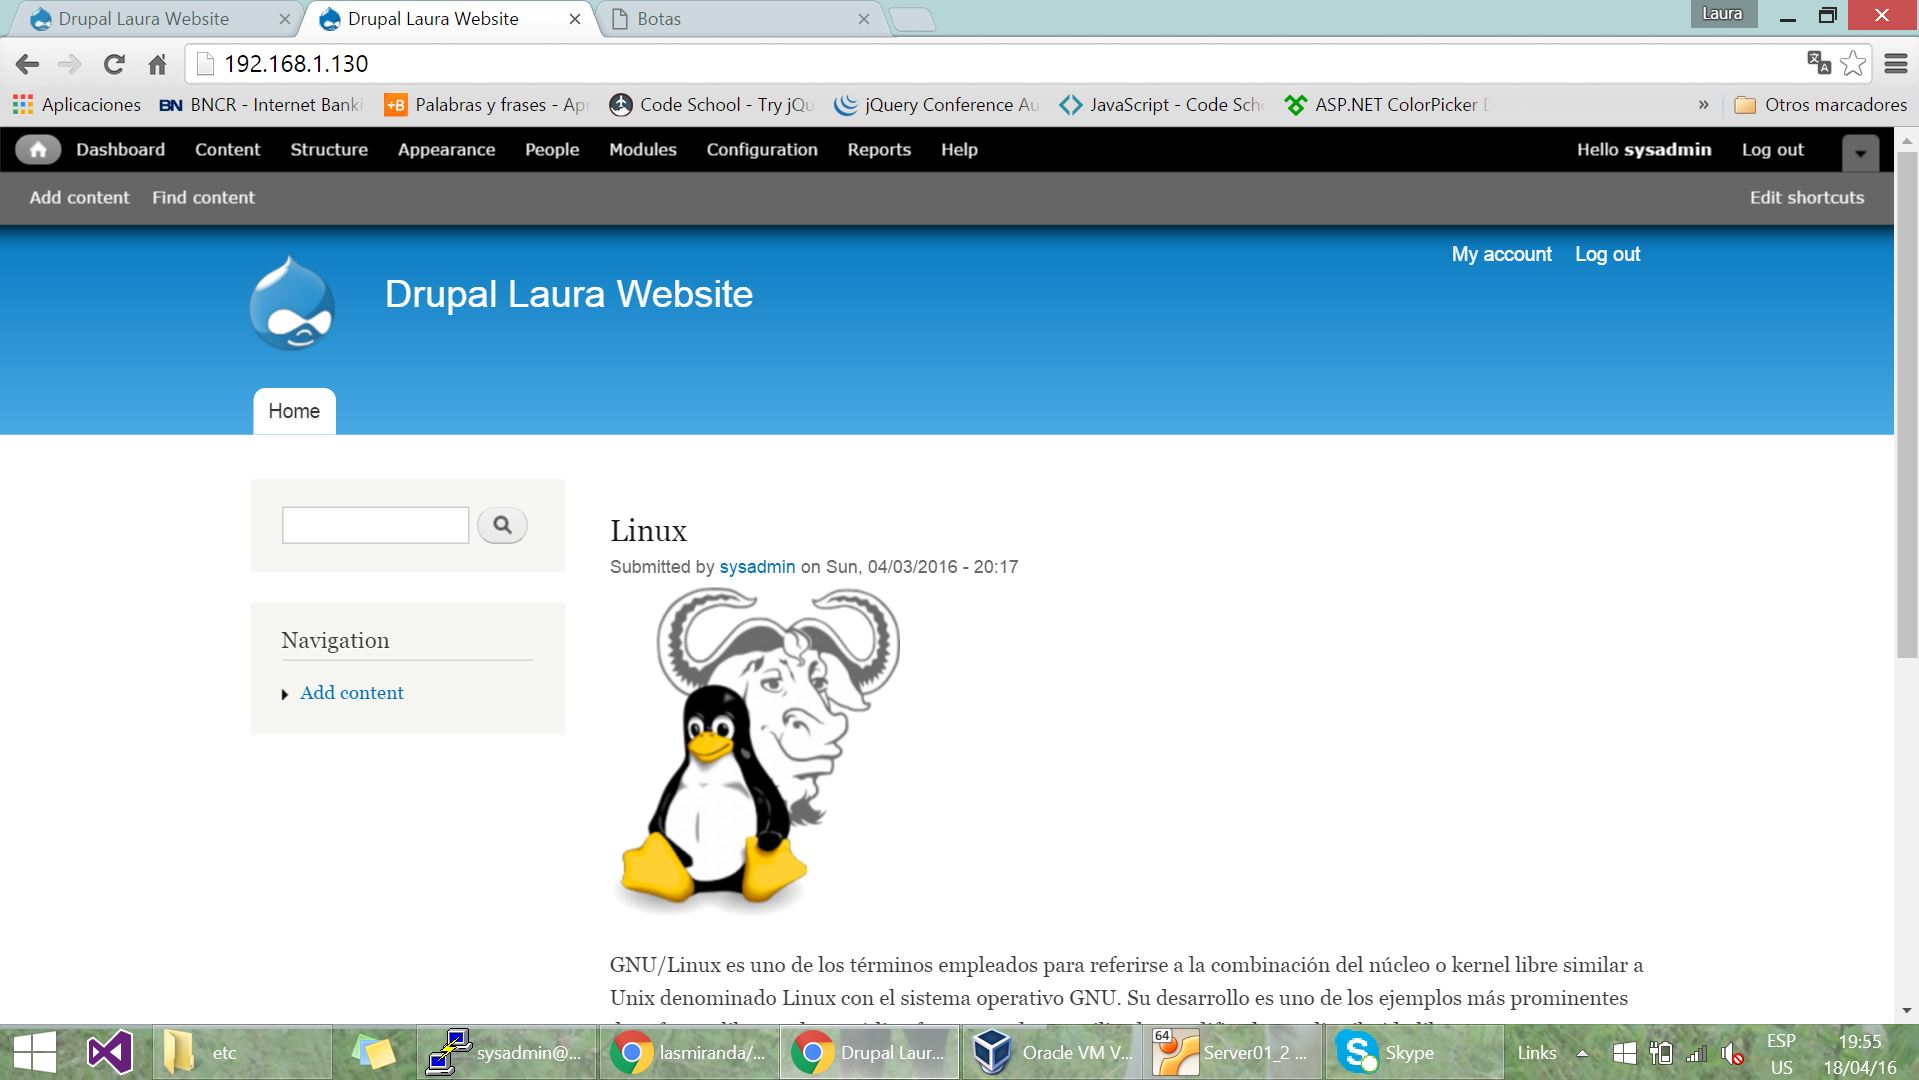 Drupal Laura Website
Drupal Laura Website
Botas
Laura
192.168.1.130
Aplicaciones
BNCR - Internet Banki
Palabras y frases - Apr
Code School - Try jQu
jQuery Conference Au
JavaScript - Code Sch
ASP.NET ColorPicker D
»
Otros marcadores
Dashboard Content Structure Appearance People Modules Configuration Reports Help
Hello sysadmin Log out
Add content Find content
Edit shortcuts
My account Log out
Drupal Laura Website
Home
Linux
Submitted by sysadmin on Sun, 04/03/2016 - 20:17
Navigation
Add content
GNU/Linux es uno de los términos empleados para referirse a la combinación del núcleo o kernel libre similar a
Unix denominado Linux con el sistema operativo GNU. Su desarrollo es uno de los ejemplos más prominentes
etc
sysadmin@...
lasmiranda/...
Drupal Laur...
Oracle VM V...
64
Server01_2 ...
Skype
Links
ESP
US
19:55
18/04/16